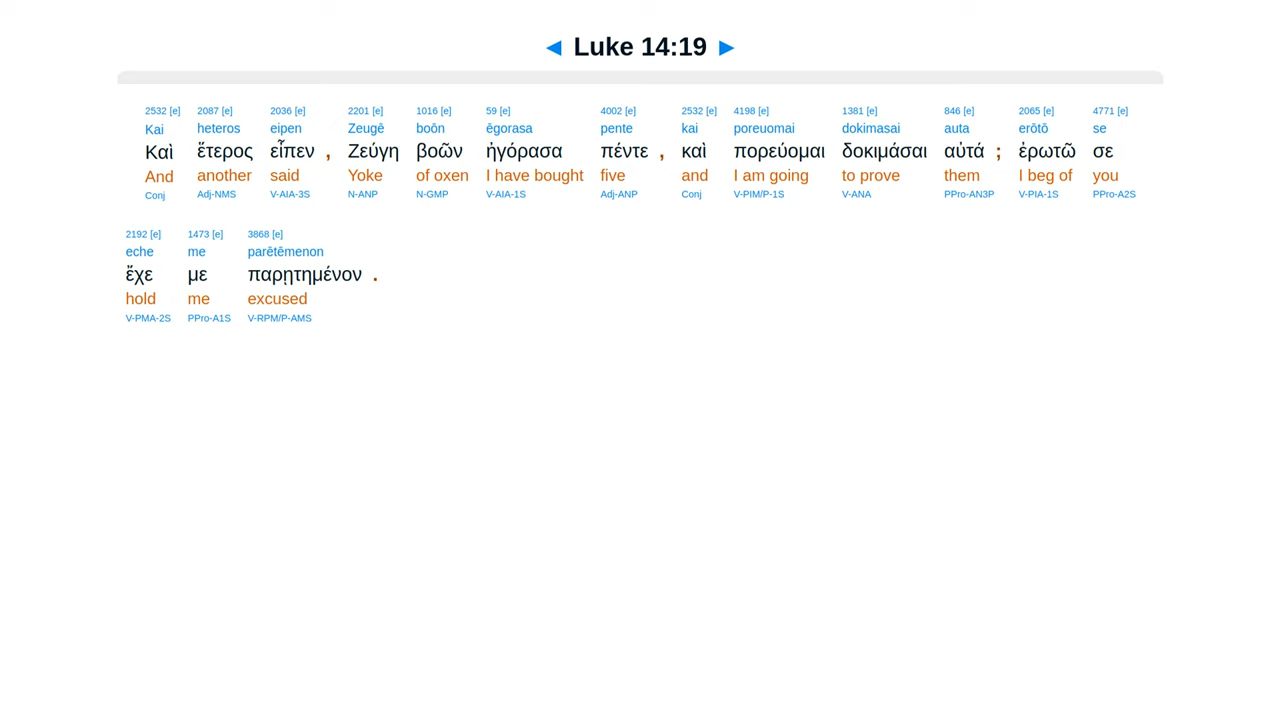 ◄ Luke 14:19 ►
2532 [e] 2087 [e] 2036 [e] 2201 [e] 1016 [e] 59 [e] 4002 [e] 2532 [e] 4198 [e] 1381 [e] 846 [e] 2065 [e] 4771 [e]
Kai heteros eipen Zeugē boōn ēgorasa pente kai poreuomai dokimasai auta erōtō se
Καὶ ἕτερος εἶπεν , Ζεύγη βοῶν ἠγόρασα πέντε , καὶ πορεύομαι δοκιμάσαι αὐτά ; ἐρωτῶ σε
And another said Yoke of oxen I have bought five and I am going to prove them I beg of you
Conj Adj-NMS V-AIA-3S N-ANP N-GMP V-AIA-1S Adj-ANP Conj V-PIM/P-1S V-ANA PPro-AN3P V-PIA-1S PPro-A2S
2192 [e] 1473 [e] 3868 [e]
eche me parētēmenon
ἔχε με παρῃτημένον .
hold me excused
V-PMA-2S PPro-A1S V-RPM/P-AMS